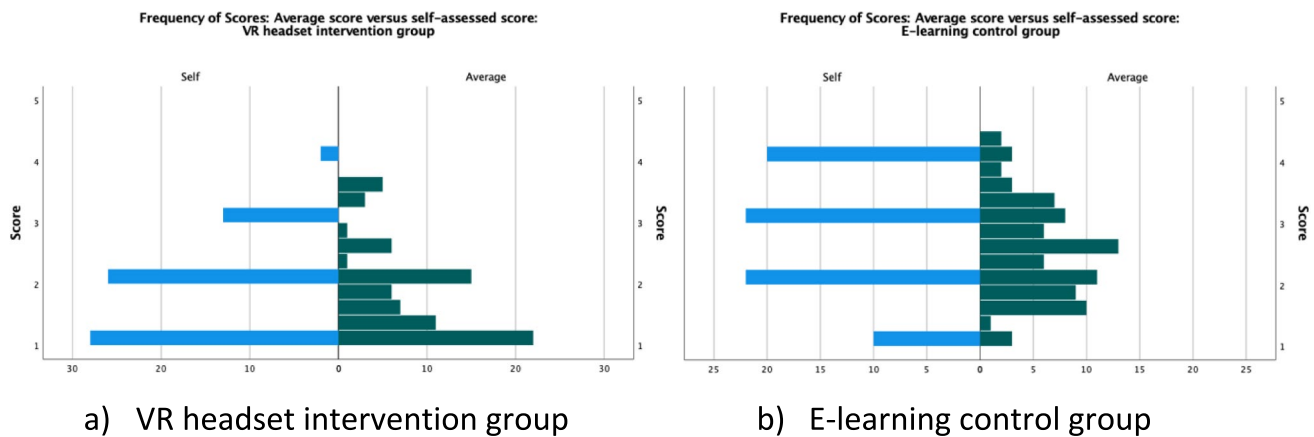 Frequency of Scores: Average score versus self-assessed score:
VR headset intervention group
Self
Average
5
4
3
2
1
Score
5
4
3
2
1
Score
30
20
10
0
0
10
20
30
a) VR headset intervention group
Frequency of Scores: Average score versus self-assessed score:
E-learning control group
Self
Average
5
4
3
2
1
Score
25
20
15
10
5
0
5
10
15
20
25
b) E-learning control group